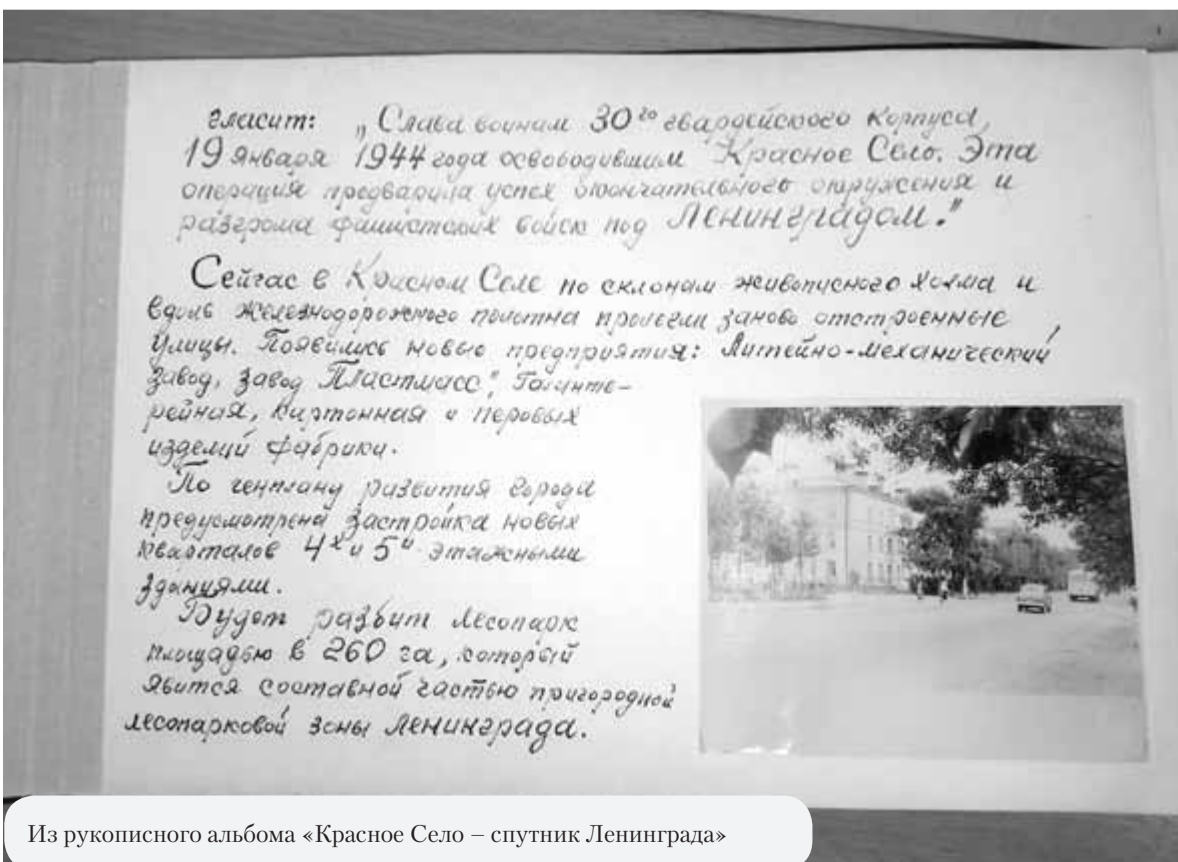 гласит: „Слава воинам 30го гвардейского корпуса,
19 января 1944 года освободившим Красное Село. Эта
операция предварила успех окончательного окружения и
разгрома фашистских войск под Ленинградом."
Сейчас в Красном Селе по склонам живописного холма и
вдоль железнодорожного полотна пролегли заново отстроенные
улицы. Появились новые предприятия: Литейно-механический
завод, завод "Пластмасс", Галанте-
рейная, картонная и перовых
изделий фабрики.
По генплану развития города
предусмотрена застройка новых
кварталов 4х и 5и этажными
зданиями.
Будет разбит лесопарк
площадью в 260 га, который
явится составной частью пригородной
лесопарковой зоны Ленинграда.
Из рукописного альбома «Красное Село – спутник Ленинграда»